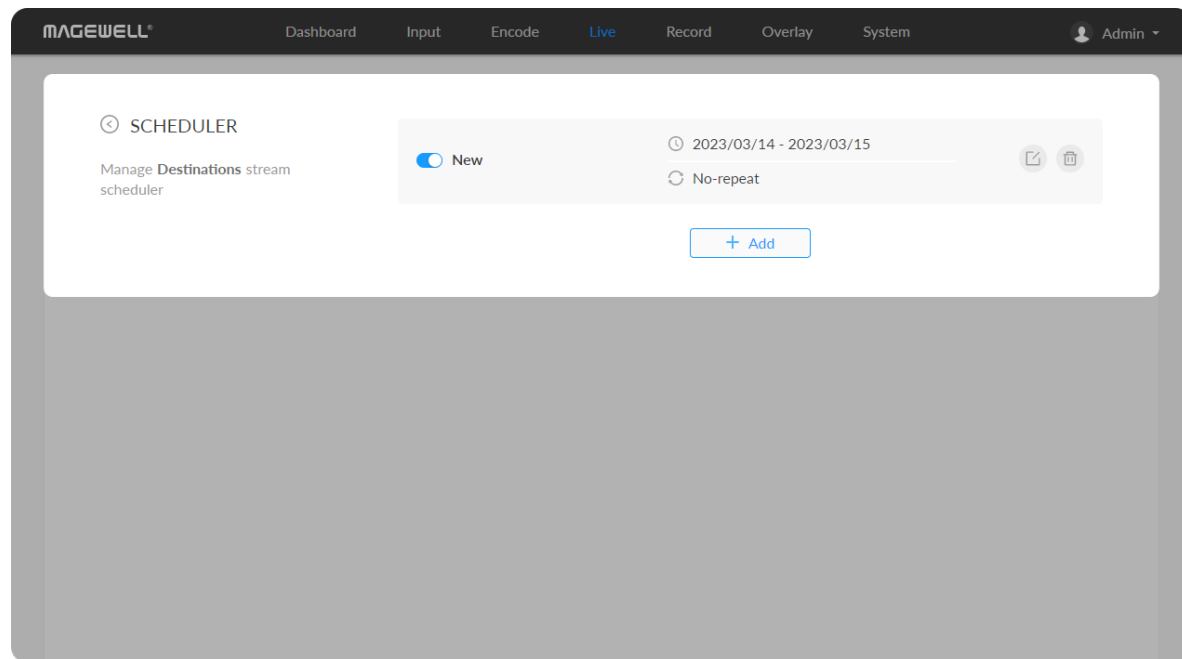 MAGEWELL®
Dashboard Input Encode Live Record Overlay System Admin
SCHEDULER
Manage Destinations stream
scheduler
New
2023/03/14 - 2023/03/15
No-repeat
+ Add